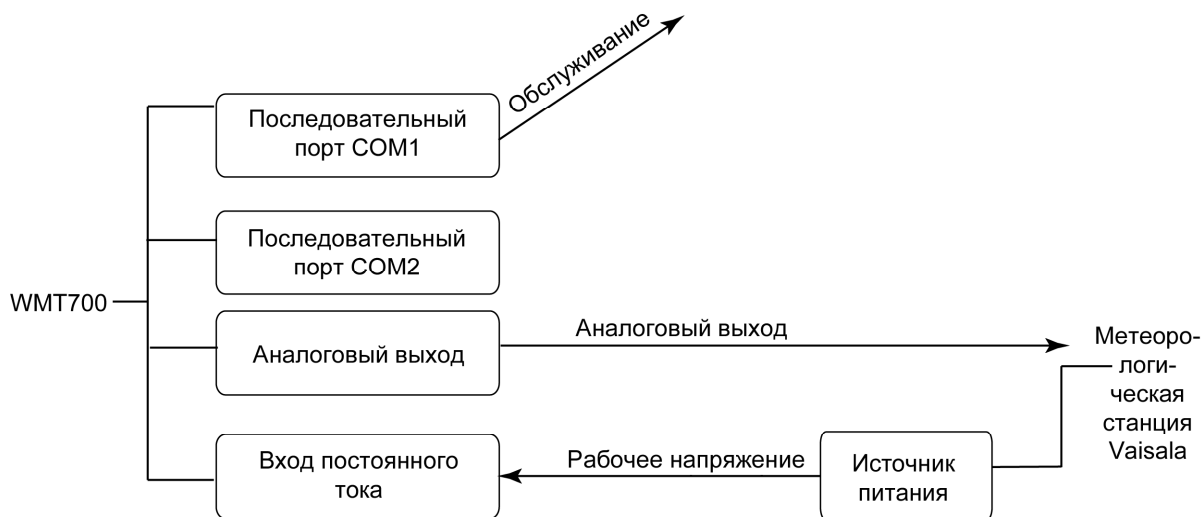 Обслуживание
Последовательный
порт COM1
Последовательный
порт COM2
WMT700
Аналоговый выход
Аналоговый выход
Метеоро-
логи-
ческая
станция
Vaisala
Вход постоянного
тока
Рабочее напряжение
Источник
питания